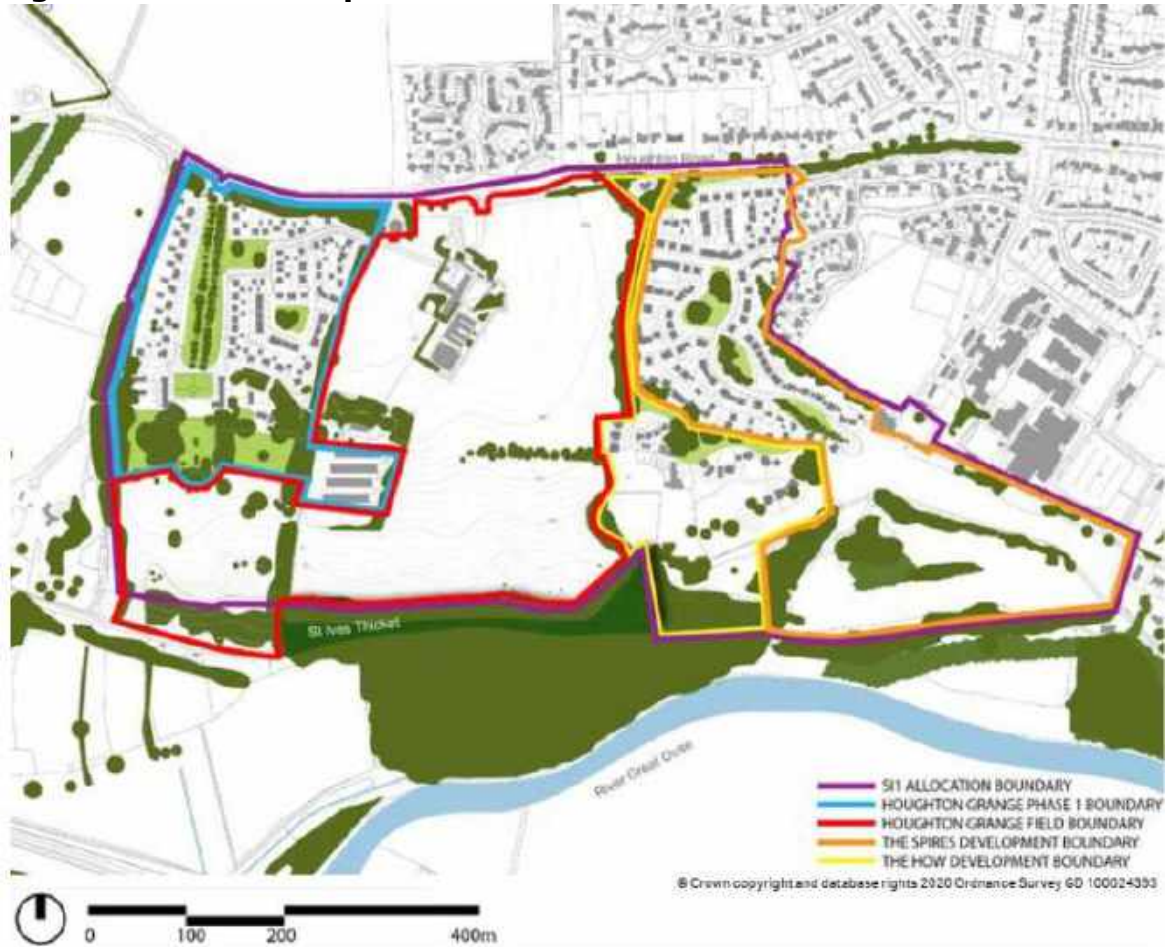 Houghton Road
St Ives Thicket
River Great Ouse
SI1 ALLOCATION BOUNDARY
HOUGHTON GRANGE PHASE 1 BOUNDARY
HOUGHTON GRANGE FIELD BOUNDARY
THE SPIRES DEVELOPMENT BOUNDARY
THE HOW DEVELOPMENT BOUNDARY
© Crown copyright and database rights 2020 Ordnance Survey GD 100024393
0 100 200 400m